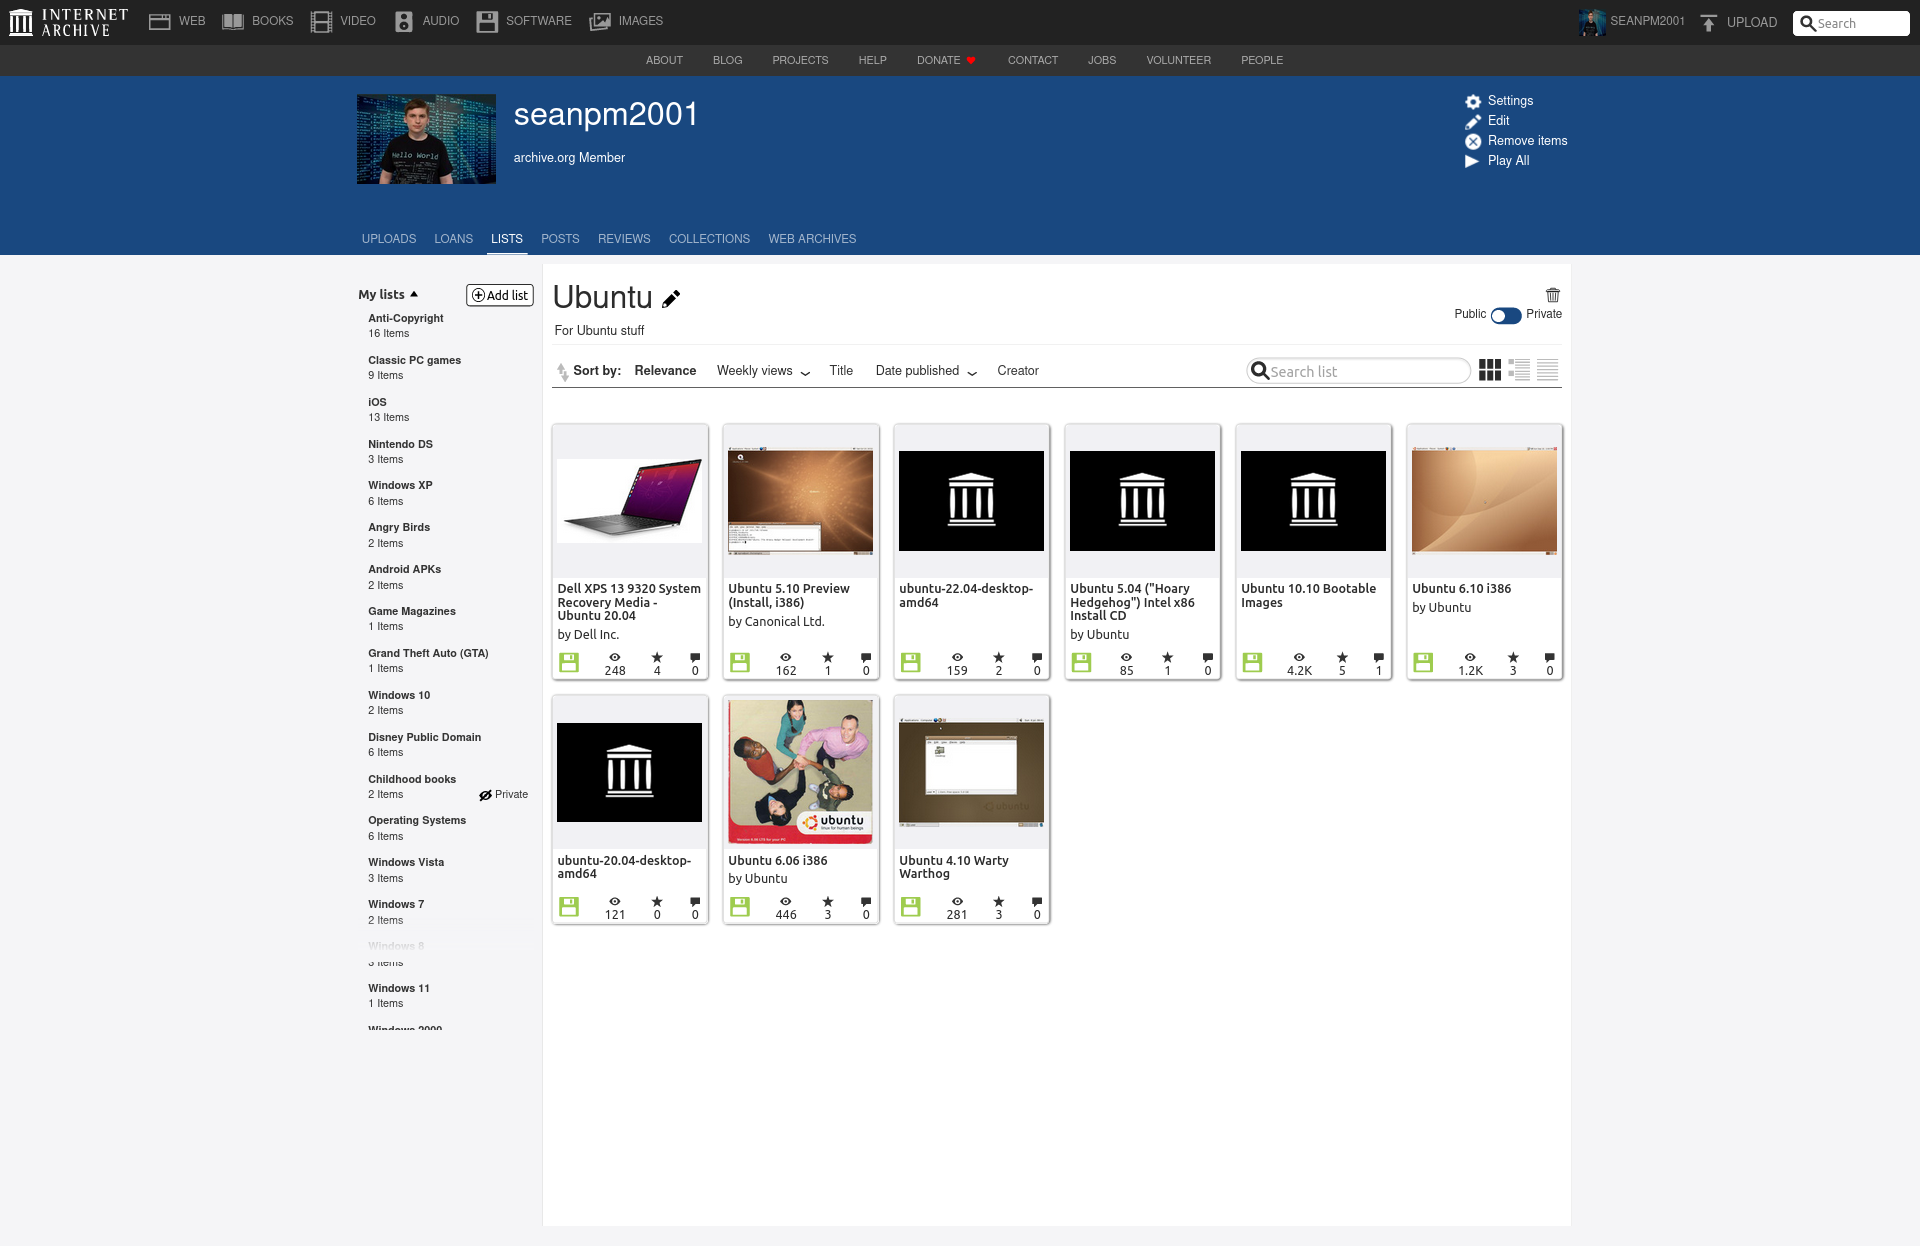 INTERNET ARCHIVE
WEB BOOKS VIDEO AUDIO SOFTWARE IMAGES
SEANPM2001 UPLOAD Search
ABOUT BLOG PROJECTS HELP DONATE CONTACT JOBS VOLUNTEER PEOPLE
Hello World
seanpm2001
archive.org Member
Settings
Edit
Remove items
Play All
UPLOADS LOANS LISTS POSTS REVIEWS COLLECTIONS WEB ARCHIVES
My lists Add list
Anti-Copyright
16 Items
Classic PC games
9 Items
iOS
13 Items
Nintendo DS
3 Items
Windows XP
6 Items
Angry Birds
2 Items
Android APKs
2 Items
Game Magazines
1 Items
Grand Theft Auto (GTA)
1 Items
Windows 10
2 Items
Disney Public Domain
6 Items
Childhood books
2 Items Private
Operating Systems
6 Items
Windows Vista
3 Items
Windows 7
2 Items
Windows 8
3 Items
Windows 11
1 Items
Windows 2000
Ubuntu
For Ubuntu stuff
Public Private
Sort by: Relevance Weekly views Title Date published Creator
Search list
Dell XPS 13 9320 System
Recovery Media -
Ubuntu 20.04
by Dell Inc.
248 4 0
Ubuntu 5.10 Preview
(Install, i386)
by Canonical Ltd.
162 1 0
ubuntu-22.04-desktop-
amd64
159 2 0
Ubuntu 5.04 ("Hoary
Hedgehog") Intel x86
Install CD
by Ubuntu
85 1 0
Ubuntu 10.10 Bootable
Images
4.2K 5 1
Ubuntu 6.10 i386
by Ubuntu
1.2K 3 0
ubuntu-20.04-desktop-
amd64
121 0 0
ubuntu
linux for human beings
Ubuntu 6.06 i386
by Ubuntu
446 3 0
ubuntu
Ubuntu 4.10 Warty
Warthog
281 3 0